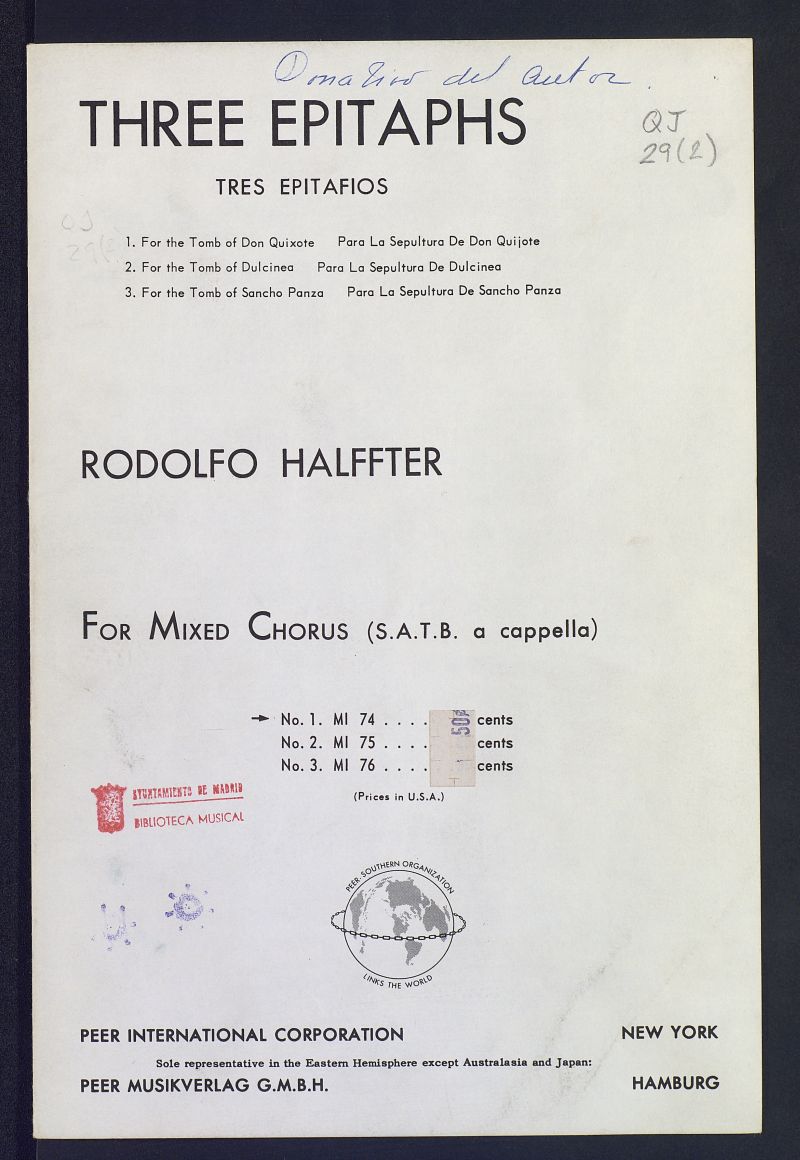 Donativo del autor.
THREE EPITAPHS
QJ
29(2)
TRES EPITAFIOS
QJ
29(2)
1. For the Tomb of Don Quixote Para La Sepultura De Don Quijote
2. For the Tomb of Dulcinea Para La Sepultura De Dulcinea
3. For the Tomb of Sancho Panza Para La Sepultura De Sancho Panza
RODOLFO HALFFTER
FOR MIXED CHORUS (S.A.T.B. a cappella)
No. 1. MI 74 . . . . cents
50¢
No. 2. MI 75 . . . . cents
No. 3. MI 76 . . . . cents
(Prices in U.S.A.)
AYUNTAMIENTO DE MADRID
BIBLIOTECA MUSICAL
PEER-SOUTHERN ORGANIZATION
LINKS THE WORLD
PEER INTERNATIONAL CORPORATION NEW YORK
Sole representative in the Eastern Hemisphere except Australasia and Japan:
PEER MUSIKVERLAG G.M.B.H. HAMBURG